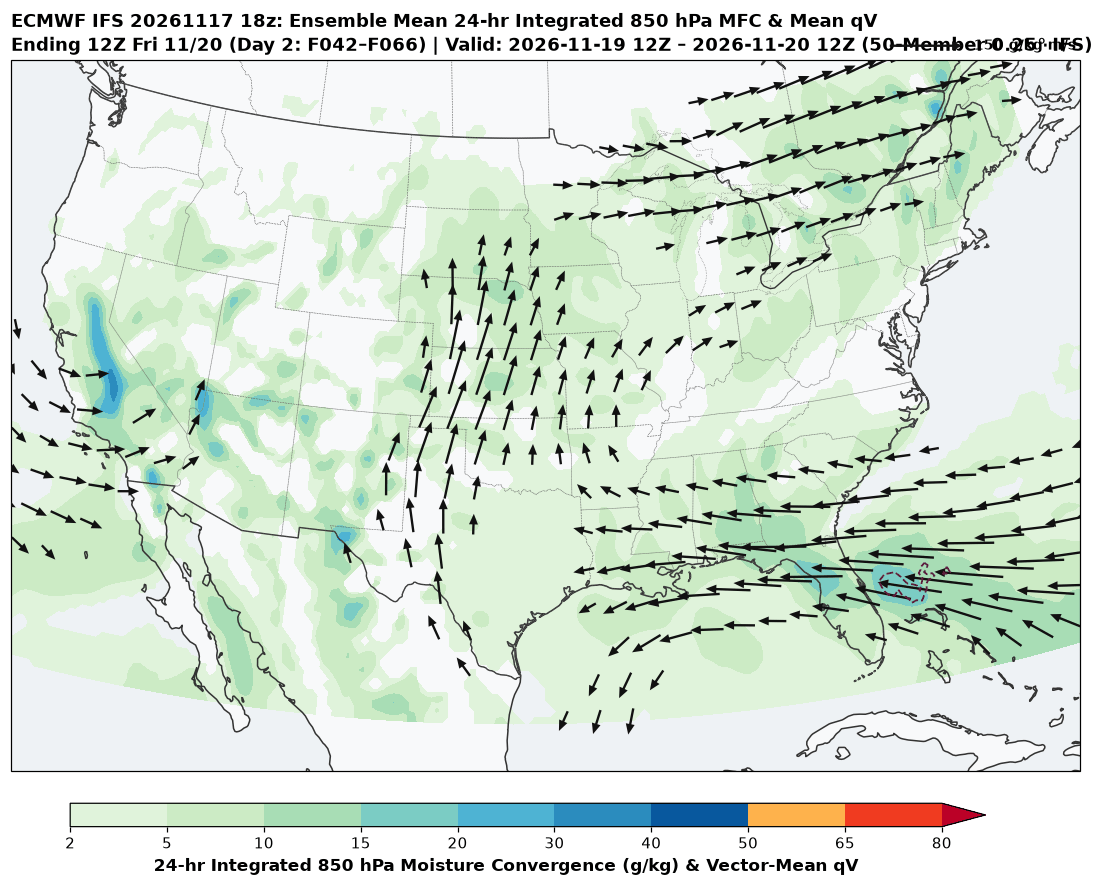 ECMWF IFS 20261117 18z: Ensemble Mean 24-hr Integrated 850 hPa MFC & Mean qV
Ending 12Z Fri 11/20 (Day 2: F042–F066) | Valid: 2026-11-19 12Z – 2026-11-20 12Z (50-Member 0.25° IFS)
2 5 10 15 20 30 40 50 65 80
24-hr Integrated 850 hPa Moisture Convergence (g/kg) & Vector-Mean qV